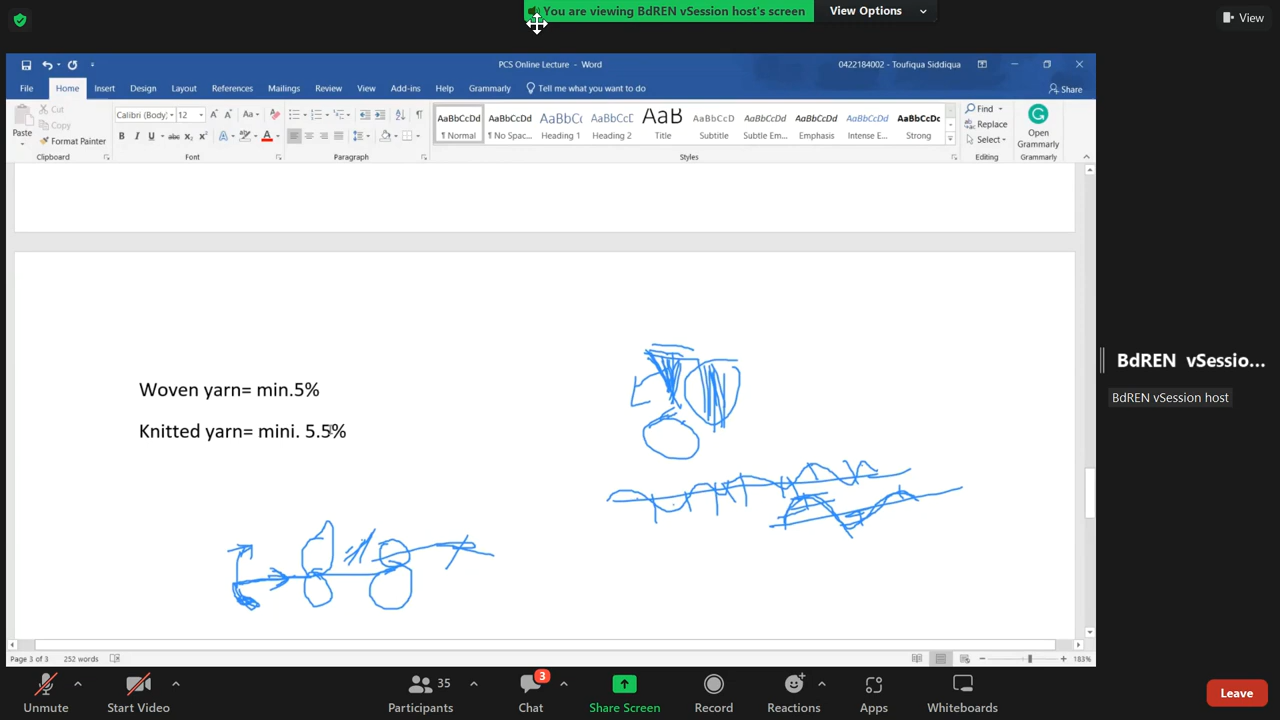 You are viewing BdREN vSession host's screen
View Options
View
PCS Online Lecture - Word
0422184002 - Toufiqua Siddiqua
File Home Insert Design Layout References Mailings Review View Add-ins Help Grammarly Tell me what you want to do
Share
Paste
Cut
Copy
Format Painter
Calibri (Body) 12
AaBbCcDd AaBbCcDd AaBbC( AaBbCcC AaB AaBbCcD AaBbCcDd AaBbCcDd AaBbCcDd AaBbCcDc
¶ Normal ¶ No Spac... Heading 1 Heading 2 Title Subtitle Subtle Em... Emphasis Intense E... Strong
Find
Replace
Select
Open
Grammarly
Clipboard Font Paragraph Styles Editing Grammarly
Woven yarn= min.5%
Knitted yarn= mini. 5.5%
BdREN vSessio...
BdREN vSession host
Page 3 of 3 252 words
183%
35
3
Unmute Start Video Participants Chat Share Screen Record Reactions Apps Whiteboards
Leave